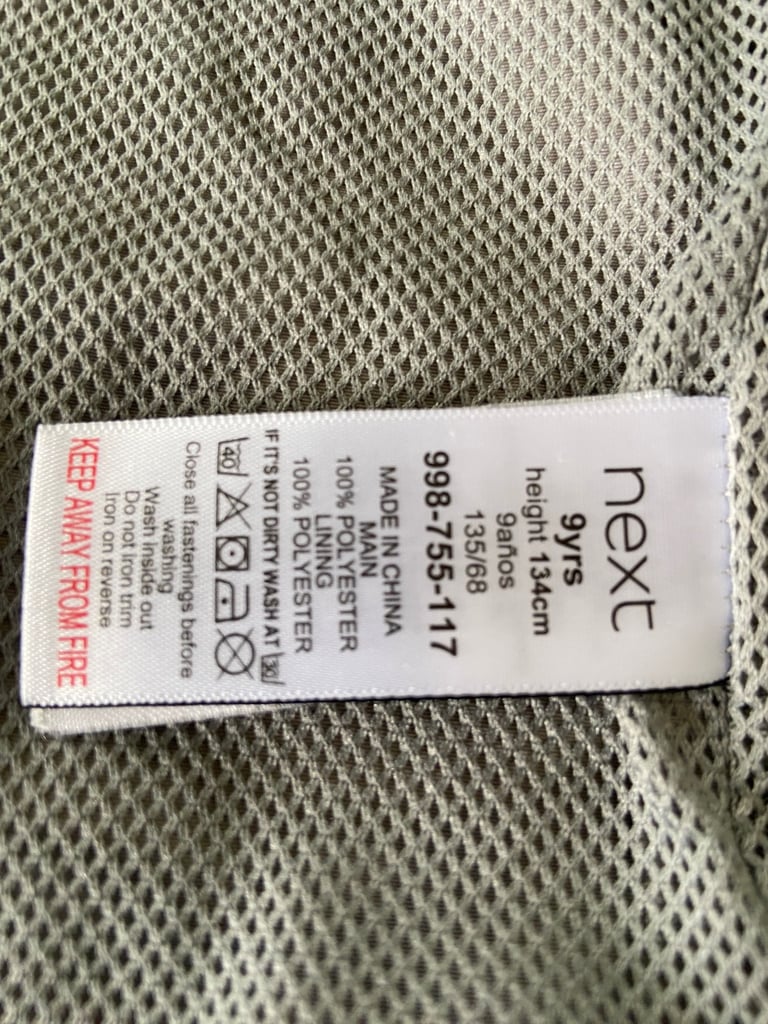 next
9yrs
height 134cm
9años
135/68
998-755-117
MADE IN CHINA
MAIN
100% POLYESTER
LINING
100% POLYESTER
IF IT'S NOT DIRTY WASH AT 30
40
Close all fastenings before
washing
Wash inside out
Do not iron trim
Iron on reverse
KEEP AWAY FROM FIRE